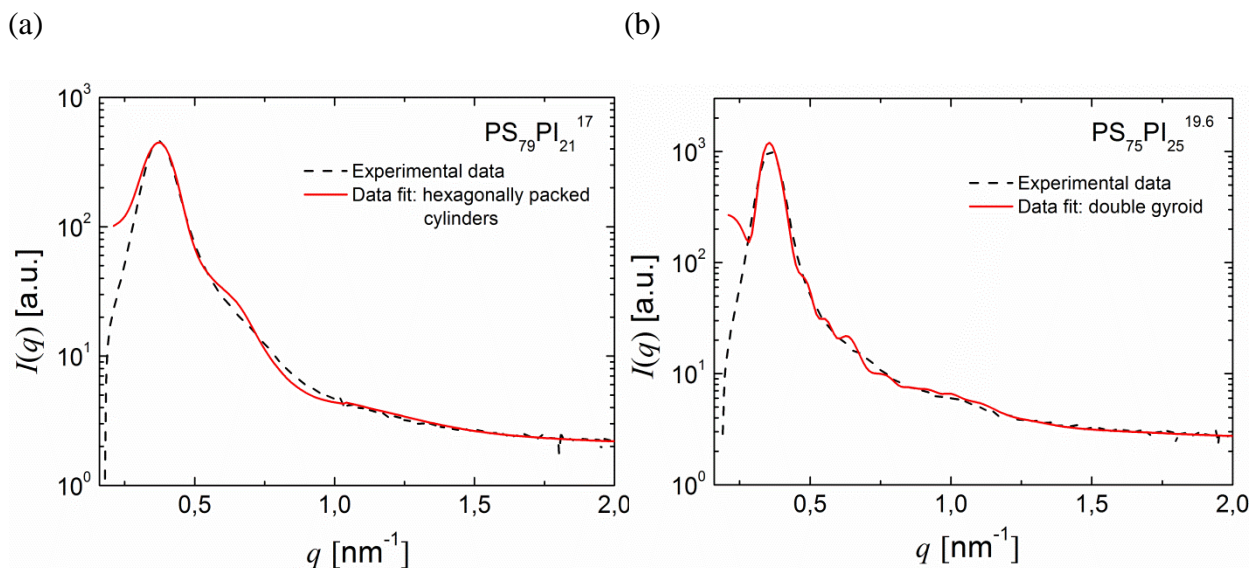 (a)
(b)
10³
10²
10¹
10⁰
I(q) [a.u.]
PS₇₉PI₂₁¹⁷
Experimental data
Data fit: hexagonally packed
cylinders
0,5
1,0
1,5
2,0
q [nm⁻¹]
10³
10²
10¹
10⁰
I(q) [a.u.]
PS₇₅PI₂₅¹⁹·⁶
Experimental data
Data fit: double gyroid
0,5
1,0
1,5
2,0
q [nm⁻¹]